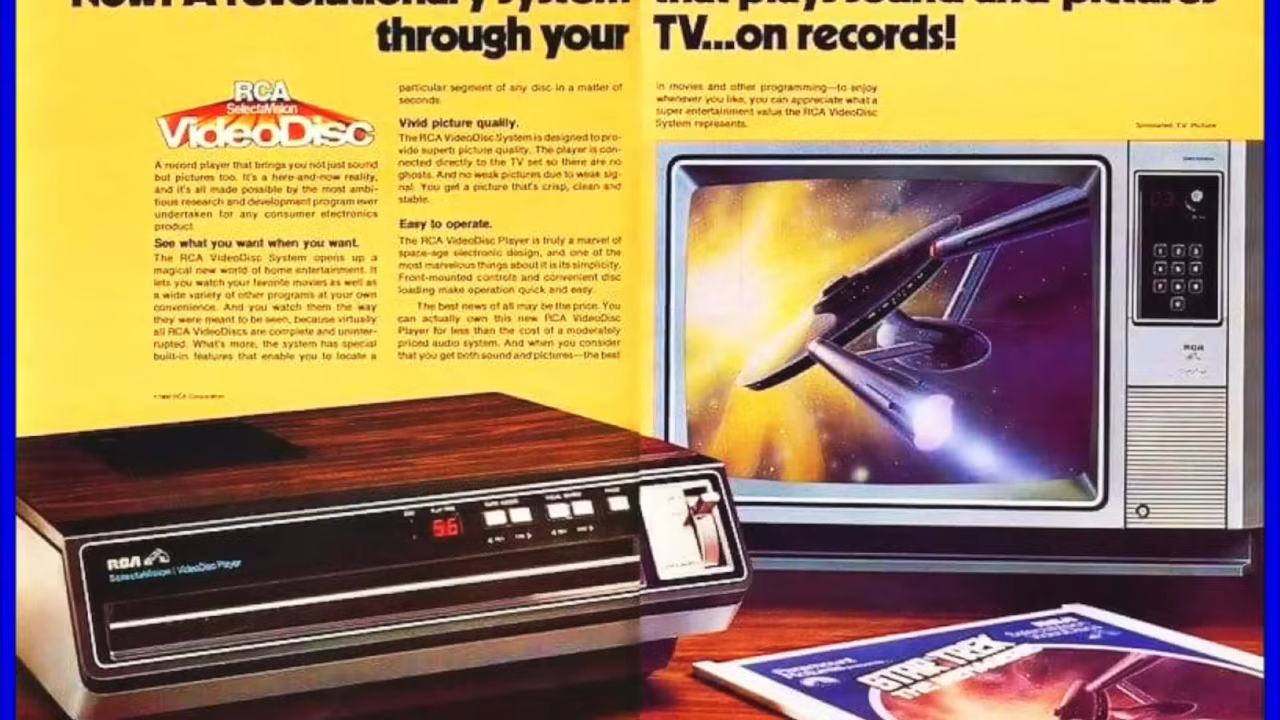 Now! A revolutionary system that plays sound and pictures
through your TV...on records!
RCA
SelectaVision
VideoDisc
A record player that brings you not just sound
but pictures too. It's a here-and-now reality,
and it's all made possible by the most ambi-
tious research and development program ever
undertaken for any consumer electronics
product.
See what you want when you want.
The RCA VideoDisc System opens up a
magical new world of home entertainment. It
lets you watch your favorite movies as well as
a wide variety of other programs at your own
convenience. And you watch them the way
they were meant to be seen, because virtually
all RCA VideoDiscs are complete and uninter-
rupted. What's more, the system has special
built-in features that enable you to locate a
particular segment of any disc in a matter of
seconds.
Vivid picture quality.
The RCA VideoDisc System is designed to pro-
vide superb picture quality. The player is con-
nected directly to the TV set so there are no
ghosts. And no weak pictures due to weak sig-
nal. You get a picture that's crisp, clean and
stable.
Easy to operate.
The RCA VideoDisc Player is truly a marvel of
space-age electronic design, and one of the
most marvelous things about it is its simplicity.
Front-mounted controls and convenient disc
loading make operation quick and easy.
The best news of all may be the price. You
can actually own this new RCA VideoDisc
Player for less than the cost of a moderately
priced audio system. And when you consider
that you get both sound and pictures—the best
in movies and other programming—to enjoy
whenever you like, you can appreciate what a
super entertainment value the RCA VideoDisc
System represents.
Simulated TV Picture
RCA Corporation
RCA
56
RCA
SelectaVision VideoDisc Player
Paramount
Pictures
STAR TREK